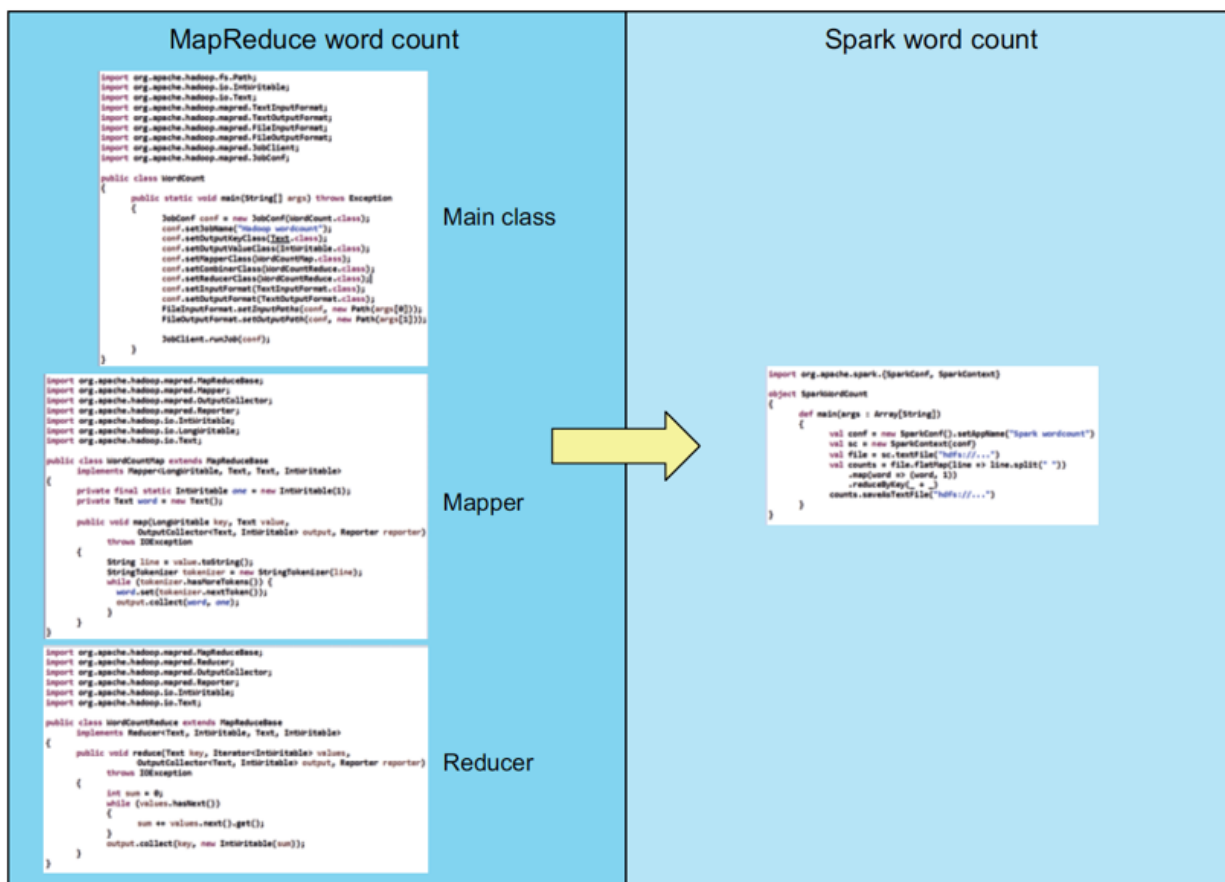 MapReduce word count
import org.apache.hadoop.fs.Path;
import org.apache.hadoop.io.IntWritable;
import org.apache.hadoop.io.Text;
import org.apache.hadoop.mapred.TextInputFormat;
import org.apache.hadoop.mapred.TextOutputFormat;
import org.apache.hadoop.mapred.FileInputFormat;
import org.apache.hadoop.mapred.FileOutputFormat;
import org.apache.hadoop.mapred.JobClient;
import org.apache.hadoop.mapred.JobConf;
public class WordCount
{
public static void main(String[] args) throws Exception
{
JobConf conf = new JobConf(WordCount.class);
conf.setJobName("Hadoop wordcount");
conf.setOutputKeyClass(Text.class);
conf.setOutputValueClass(IntWritable.class);
conf.setMapperClass(WordCountMap.class);
conf.setCombinerClass(WordCountReduce.class);
conf.setReducerClass(WordCountReduce.class);
conf.setInputFormat(TextInputFormat.class);
conf.setOutputFormat(TextOutputFormat.class);
FileInputFormat.setInputPaths(conf, new Path(args[0]));
FileOutputFormat.setOutputPath(conf, new Path(args[1]));
JobClient.runJob(conf);
}
}
Main class
import org.apache.hadoop.mapred.MapReduceBase;
import org.apache.hadoop.mapred.Mapper;
import org.apache.hadoop.mapred.OutputCollector;
import org.apache.hadoop.mapred.Reporter;
import org.apache.hadoop.io.IntWritable;
import org.apache.hadoop.io.LongWritable;
import org.apache.hadoop.io.Text;
public class WordCountMap extends MapReduceBase
implements Mapper<LongWritable, Text, Text, IntWritable>
{
private final static IntWritable one = new IntWritable(1);
private Text word = new Text();
public void map(LongWritable key, Text value,
OutputCollector<Text, IntWritable> output, Reporter reporter)
throws IOException
{
String line = value.toString();
StringTokenizer tokenizer = new StringTokenizer(line);
while (tokenizer.hasMoreTokens()) {
word.set(tokenizer.nextToken());
output.collect(word, one);
}
}
}
Mapper
import org.apache.hadoop.mapred.MapReduceBase;
import org.apache.hadoop.mapred.Reducer;
import org.apache.hadoop.mapred.OutputCollector;
import org.apache.hadoop.mapred.Reporter;
import org.apache.hadoop.io.IntWritable;
import org.apache.hadoop.io.Text;
public class WordCountReduce extends MapReduceBase
implements Reducer<Text, IntWritable, Text, IntWritable>
{
public void reduce(Text key, Iterator<IntWritable> values,
OutputCollector<Text, IntWritable> output, Reporter reporter)
throws IOException
{
int sum = 0;
while (values.hasNext())
{
sum += values.next().get();
}
output.collect(key, new IntWritable(sum));
}
}
Reducer
Spark word count
import org.apache.spark.{SparkConf, SparkContext}
object SparkWordCount
{
def main(args : Array[String])
{
val conf = new SparkConf().setAppName("Spark wordcount")
val sc = new SparkContext(conf)
val file = sc.textFile("hdfs://...")
val counts = file.flatMap(line => line.split(" "))
.map(word => (word, 1))
.reduceByKey(_ + _)
counts.saveAsTextFile("hdfs://...")
}
}